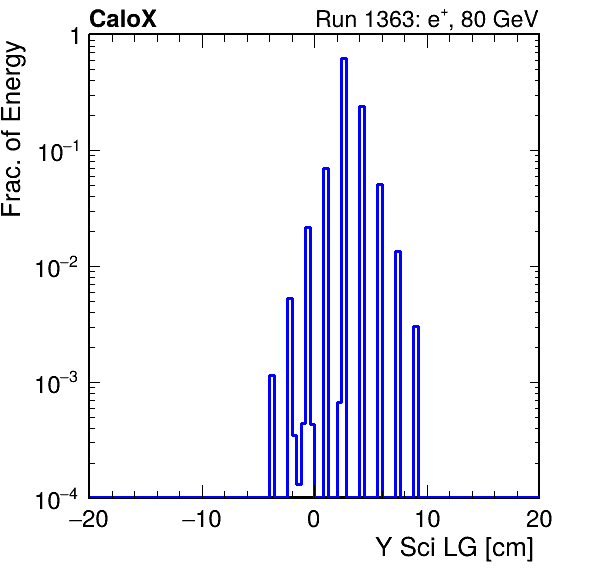 CaloX Run 1363: e⁺, 80 GeV
Frac. of Energy
1
10⁻¹
10⁻²
10⁻³
10⁻⁴
−20 −10 0 10 20
Y Sci LG [cm]